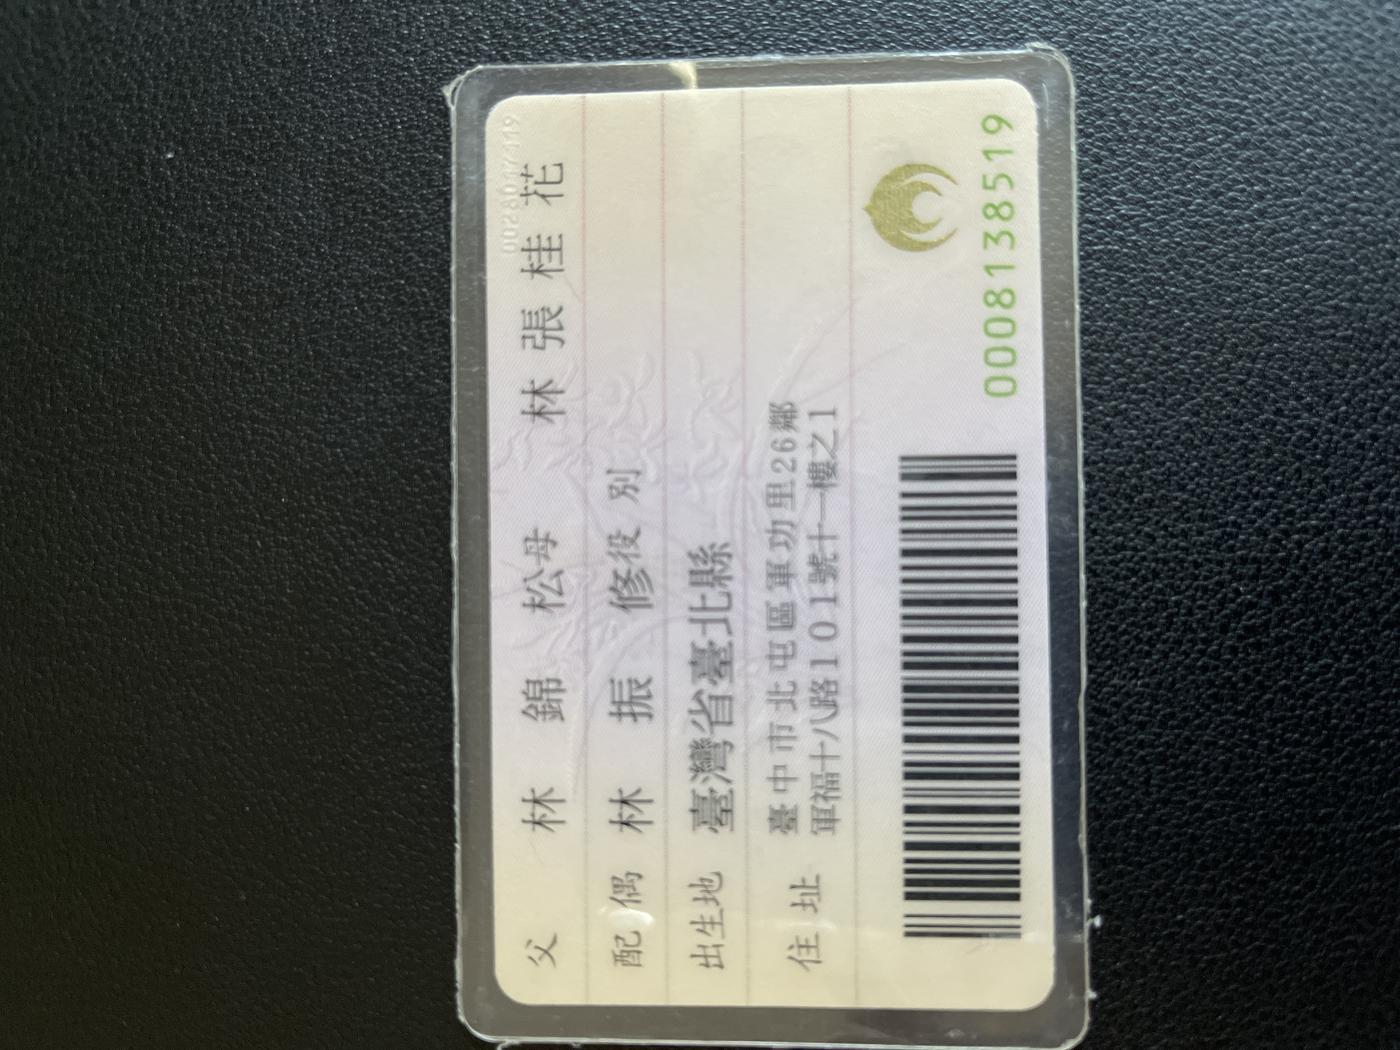 父 林錦松 母 林張桂花
配偶 林振修 役別
出生地 臺灣省臺北縣
住址 臺中市北屯區軍功里26鄰
軍福十八路101號十一樓之1
0008138519